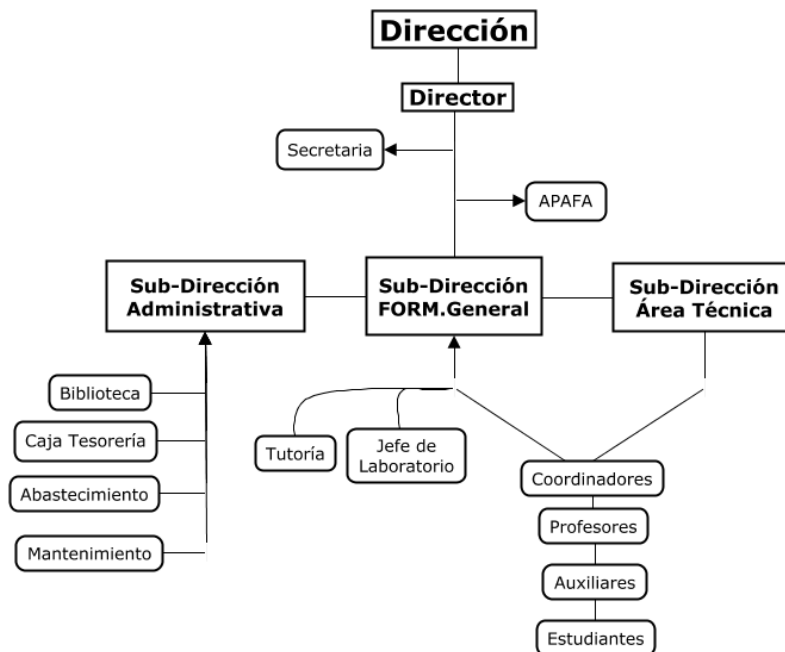 Dirección
Director
Secretaria
APAFA
Sub-Dirección
Administrativa
Sub-Dirección
FORM.General
Sub-Dirección
Área Técnica
Biblioteca
Caja Tesorería
Abastecimiento
Mantenimiento
Tutoría
Jefe de
Laboratorio
Coordinadores
Profesores
Auxiliares
Estudiantes